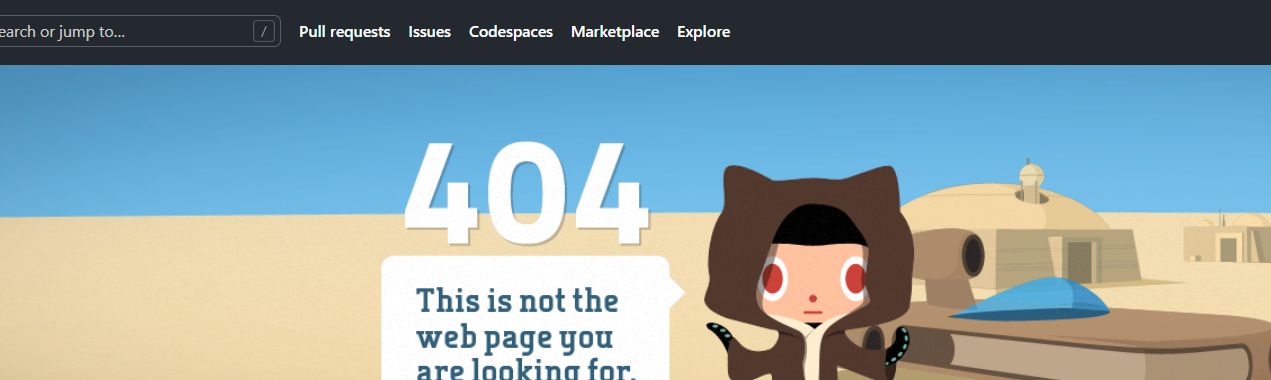 earch or jump to... / Pull requests Issues Codespaces Marketplace Explore
404
This is not the
web page you
are looking for.